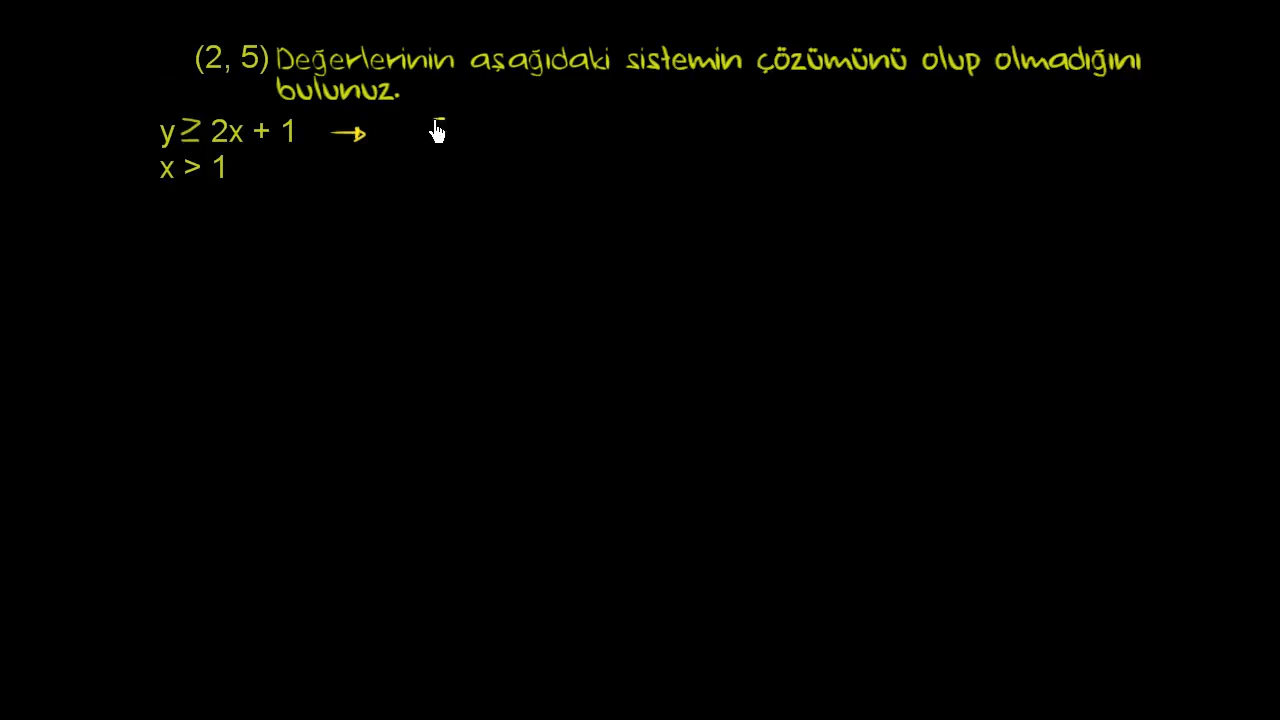 (2, 5) Değerlerinin aşağıdaki sistemin çözümünü olup olmadığını
bulunuz.
y ≥ 2x + 1 →
x > 1